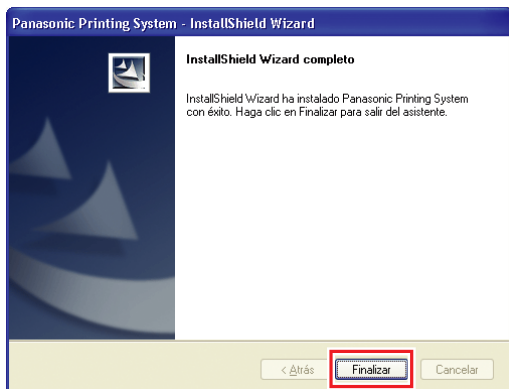 Panasonic Printing System - InstallShield Wizard
InstallShield Wizard completo
InstallShield Wizard ha instalado Panasonic Printing System
con éxito. Haga clic en Finalizar para salir del asistente.
< Atrás Finalizar Cancelar